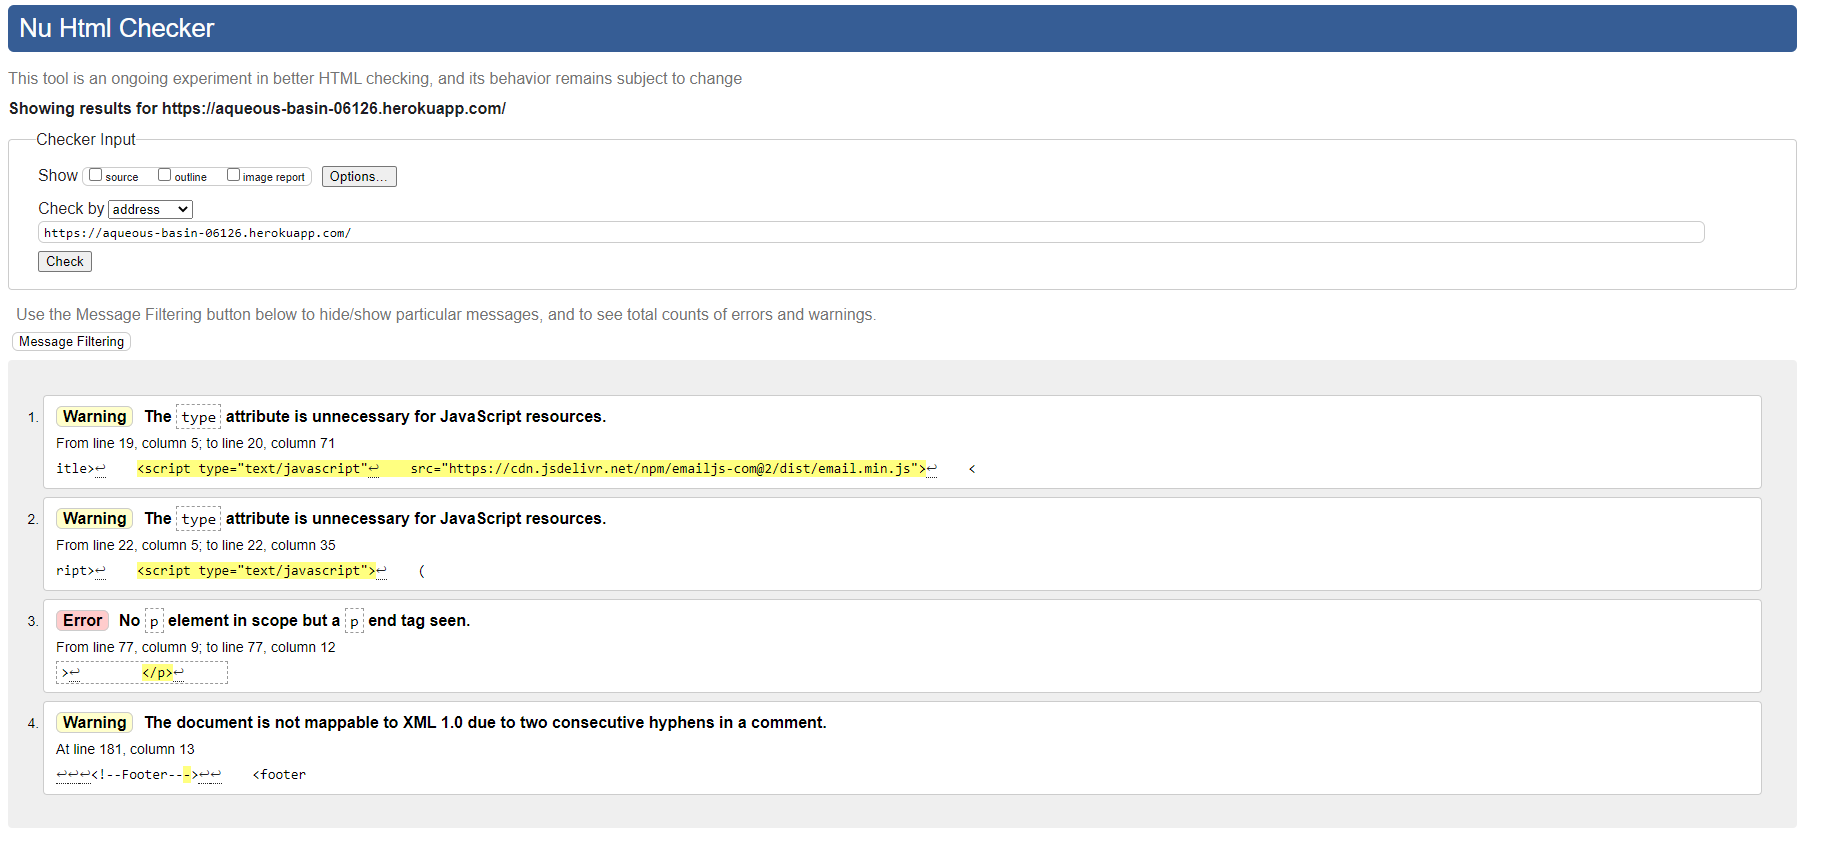 Nu Html Checker
This tool is an ongoing experiment in better HTML checking, and its behavior remains subject to change
Showing results for https://aqueous-basin-06126.herokuapp.com/
Checker Input
Show source outline image report Options...
Check by address
https://aqueous-basin-06126.herokuapp.com/
Check
Use the Message Filtering button below to hide/show particular messages, and to see total counts of errors and warnings.
Message Filtering
1. Warning The type attribute is unnecessary for JavaScript resources.
From line 19, column 5; to line 20, column 71
itle>↩ <script type="text/javascript"↩ src="https://cdn.jsdelivr.net/npm/emailjs-com@2/dist/email.min.js">↩ <
2. Warning The type attribute is unnecessary for JavaScript resources.
From line 22, column 5; to line 22, column 35
ript>↩ <script type="text/javascript">↩ (
3. Error No p element in scope but a p end tag seen.
From line 77, column 9; to line 77, column 12
>↩ </p>↩
4. Warning The document is not mappable to XML 1.0 due to two consecutive hyphens in a comment.
At line 181, column 13
↩↩↩<!--Footer--->↩↩ <footer